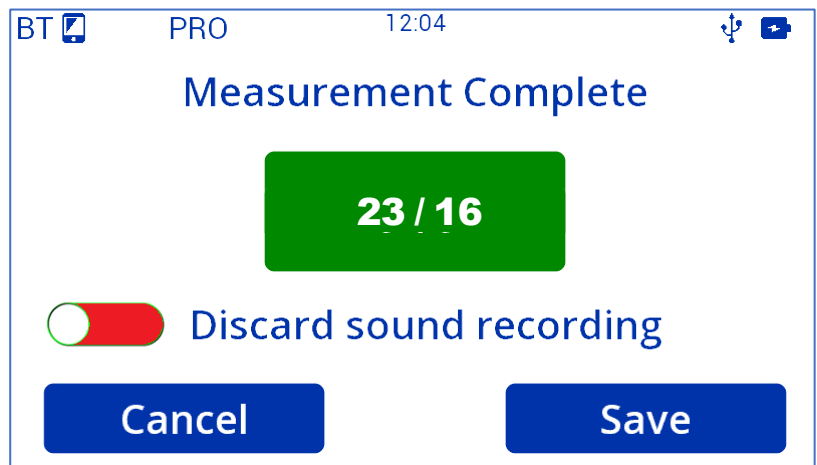 BT PRO 12:04
Measurement Complete
23 / 16
Discard sound recording
Cancel Save